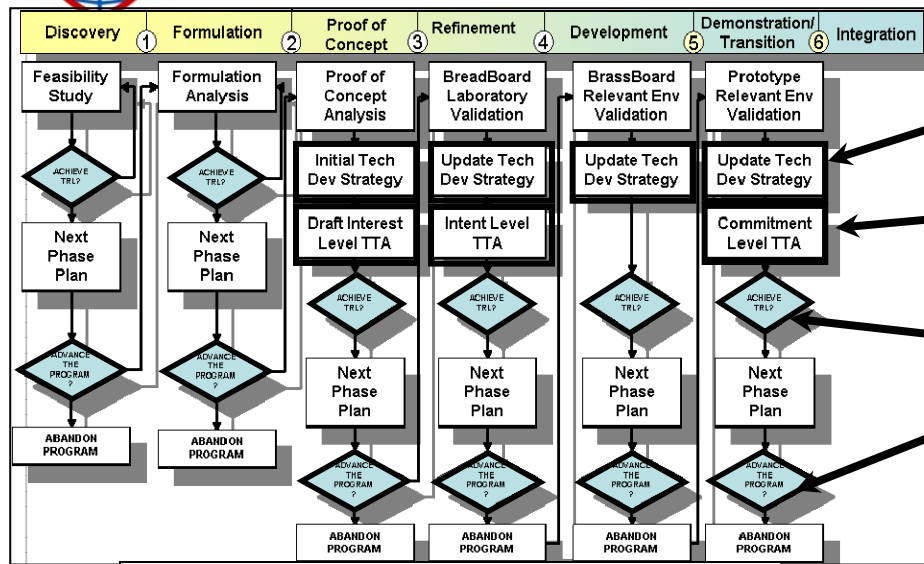 Discovery
1
Formulation
2
Proof of
Concept
3
Refinement
4
Development
5
Demonstration/
Transition
6
Integration
Feasibility
Study
ACHIEVE
TRL?
Next
Phase
Plan
ADVANCE
THE
PROGRAM
?
ABANDON
PROGRAM
Formulation
Analysis
ACHIEVE
TRL?
Next
Phase
Plan
ADVANCE
THE
PROGRAM
?
ABANDON
PROGRAM
Proof of
Concept
Analysis
Initial Tech
Dev Strategy
Draft Interest
Level TTA
ACHIEVE
TRL?
Next
Phase
Plan
ADVANCE
THE
PROGRAM
?
ABANDON
PROGRAM
BreadBoard
Laboratory
Validation
Update Tech
Dev Strategy
Intent Level
TTA
ACHIEVE
TRL?
Next
Phase
Plan
ADVANCE
THE
PROGRAM
?
ABANDON
PROGRAM
BrassBoard
Relevant Env
Validation
Update Tech
Dev Strategy
ACHIEVE
TRL?
Next
Phase
Plan
ADVANCE
THE
PROGRAM
?
ABANDON
PROGRAM
Prototype
Relevant Env
Validation
Update Tech
Dev Strategy
Commitment
Level TTA
ACHIEVE
TRL?
Next
Phase
Plan
ADVANCE
THE
PROGRAM
?
ABANDON
PROGRAM